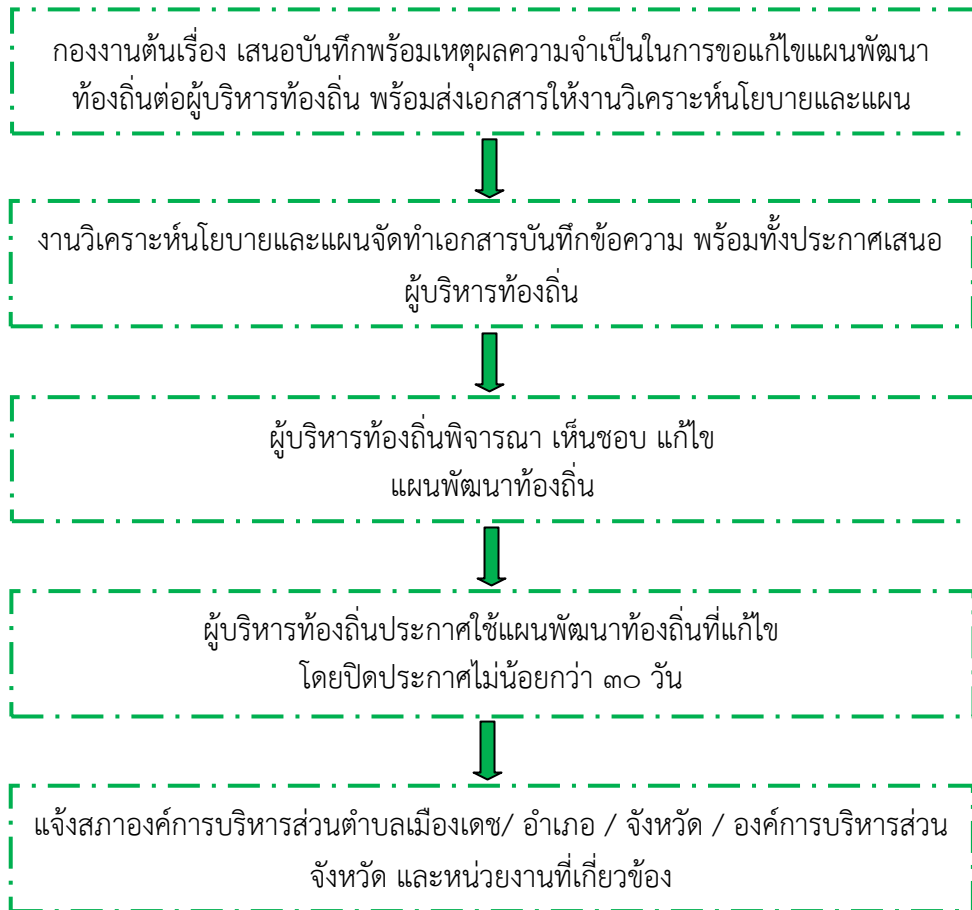 กองงานต้นเรื่อง เสนอบันทึกพร้อมเหตุผลความจำเป็นในการขอแก้ไขแผนพัฒนา
ท้องถิ่นต่อผู้บริหารท้องถิ่น พร้อมส่งเอกสารให้งานวิเคราะห์นโยบายและแผน
งานวิเคราะห์นโยบายและแผนจัดทำเอกสารบันทึกข้อความ พร้อมทั้งประกาศเสนอ
ผู้บริหารท้องถิ่น
ผู้บริหารท้องถิ่นพิจารณา เห็นชอบ แก้ไข
แผนพัฒนาท้องถิ่น
ผู้บริหารท้องถิ่นประกาศใช้แผนพัฒนาท้องถิ่นที่แก้ไข
โดยปิดประกาศไม่น้อยกว่า ๓๐ วัน
แจ้งสภาองค์การบริหารส่วนตำบลเมืองเดช/ อำเภอ / จังหวัด / องค์การบริหารส่วน
จังหวัด และหน่วยงานที่เกี่ยวข้อง